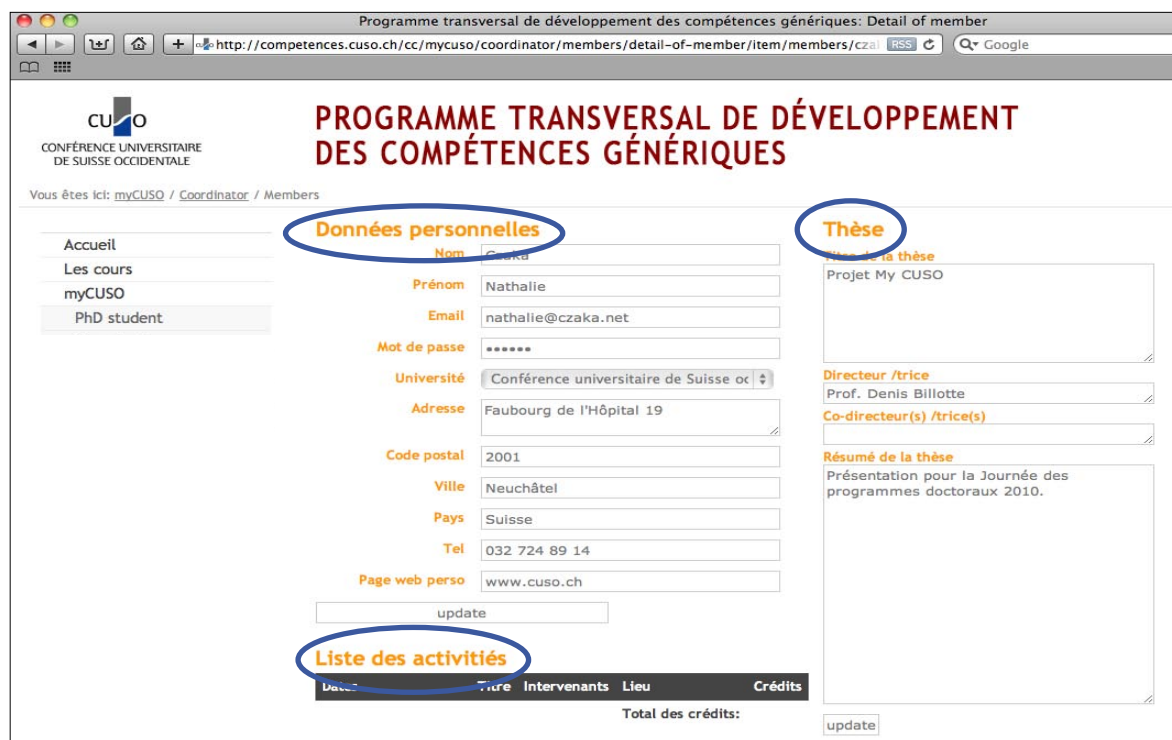 Programme transversal de développement des compétences génériques: Detail of member
http://competences.cuso.ch/cc/mycuso/coordinator/members/detail-of-member/item/members/cza
RSS
Google
CUSO
CONFÉRENCE UNIVERSITAIRE
DE SUISSE OCCIDENTALE
PROGRAMME TRANSVERSAL DE DÉVELOPPEMENT
DES COMPÉTENCES GÉNÉRIQUES
Vous êtes ici: myCUSO / Coordinator / Members
Accueil
Les cours
myCUSO
PhD student
Données personnelles
Nom Czaka
Prénom Nathalie
Email nathalie@czaka.net
Mot de passe ••••••
Université Conférence universitaire de Suisse oc
Adresse Faubourg de l'Hôpital 19
Code postal 2001
Ville Neuchâtel
Pays Suisse
Tel 032 724 89 14
Page web perso www.cuso.ch
update
Liste des activitiés
Dates Titre Intervenants Lieu Crédits
Total des crédits:
Thèse
Titre de la thèse
Projet My CUSO
Directeur /trice
Prof. Denis Billotte
Co-directeur(s) /trice(s)
Résumé de la thèse
Présentation pour la Journée des
programmes doctoraux 2010.
update